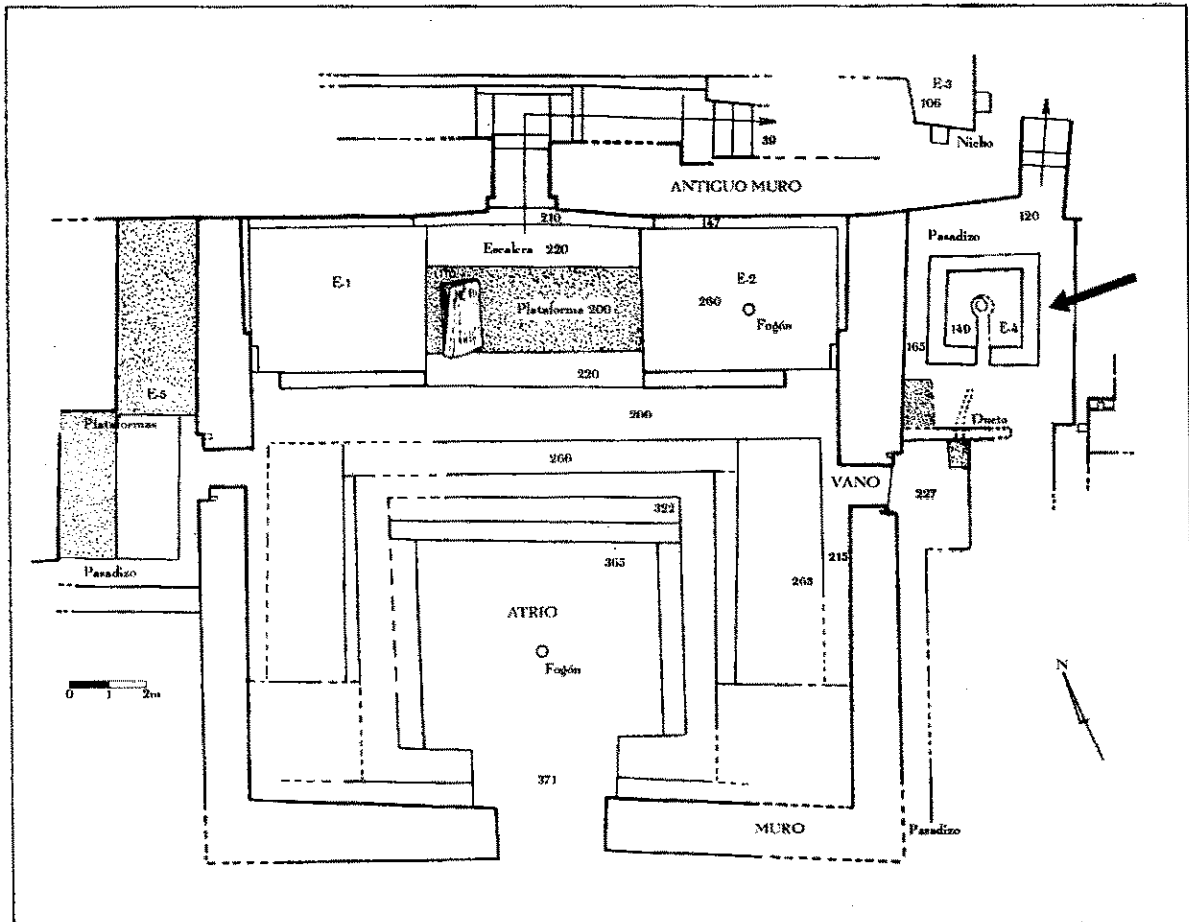 E-3
106
39
Nicho
ANTIGUO MURO
210
147
120
Pasadizo
Escalera 220
E-1
E-2
260
Plataforma 200
Fogón
140
E-4
165
220
E-5
Plataformas
200
Ducto
260
VANO
227
322
365
215
263
Pasadizo
ATRIO
Fogón
N
0 1 2m
371
MURO
Pasadizo